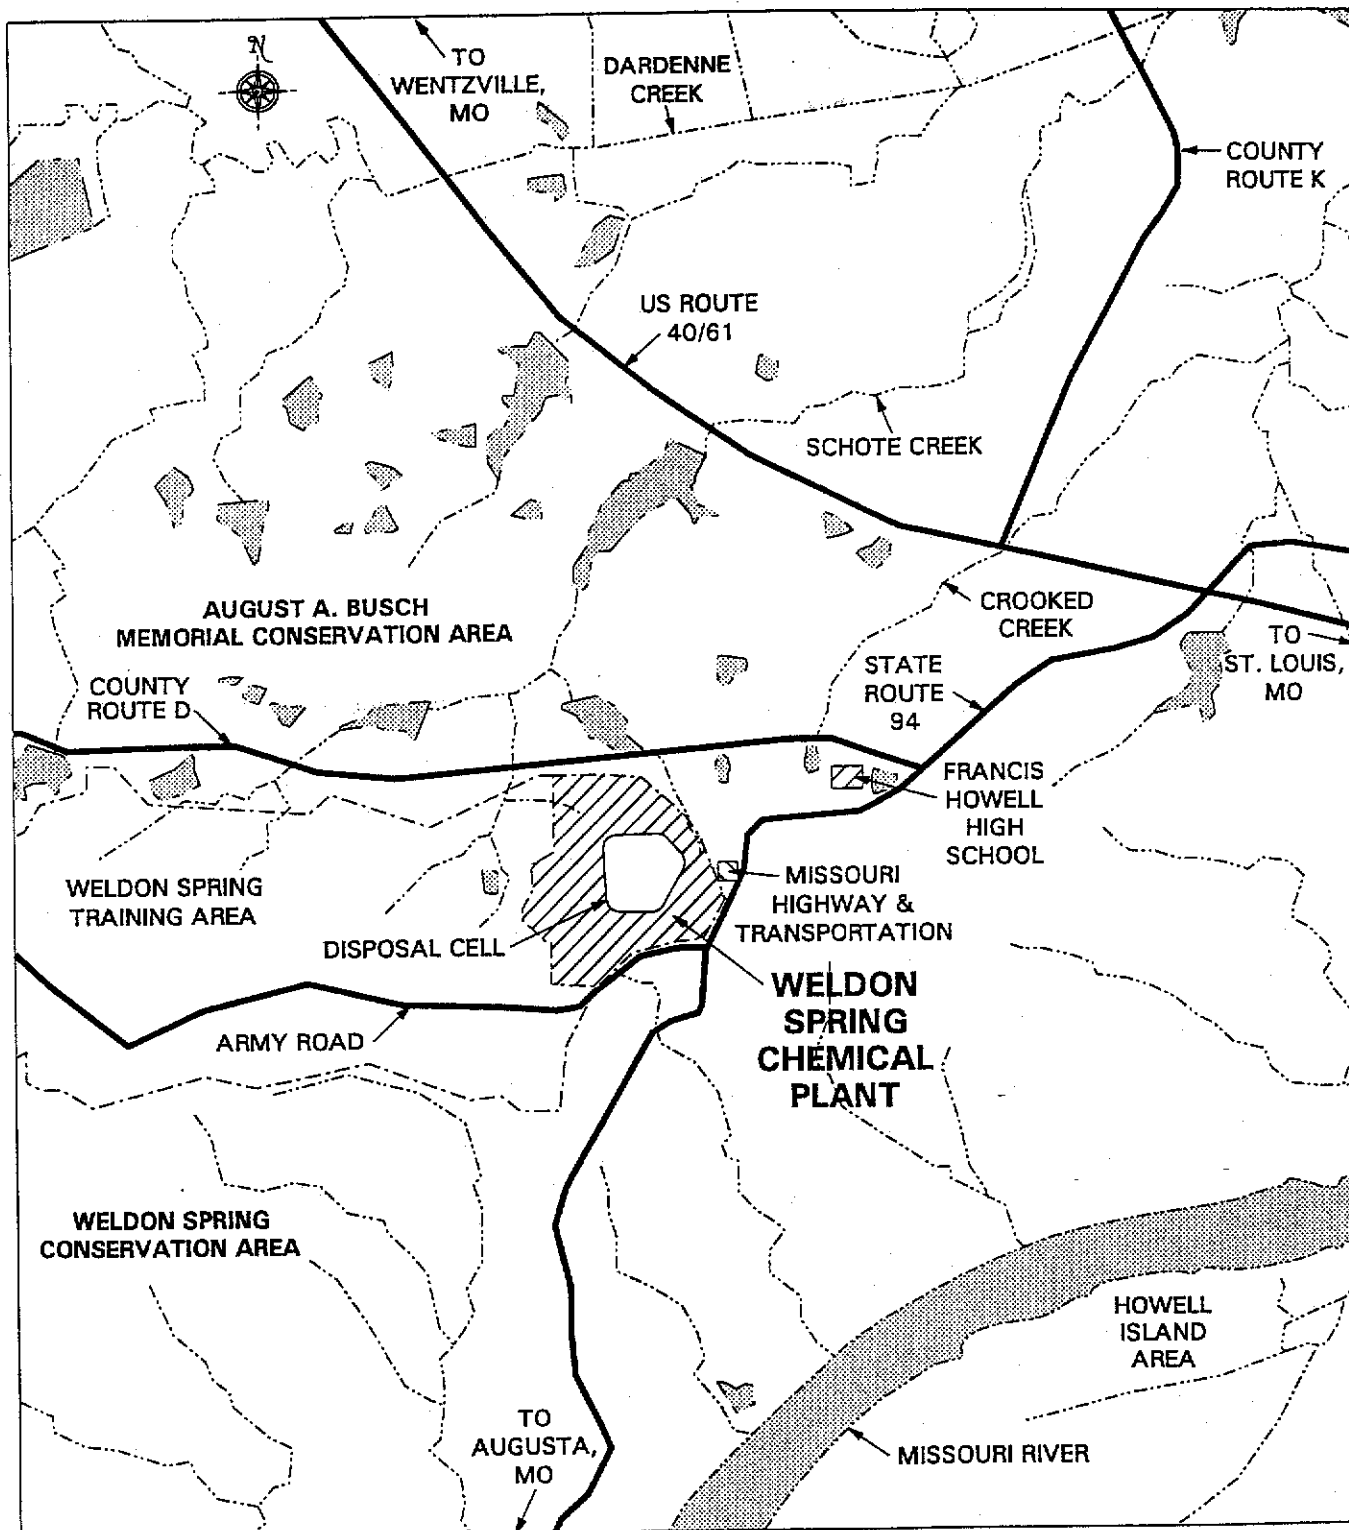 N
TO
WENTZVILLE,
MO
DARDENNE
CREEK
COUNTY
ROUTE K
US ROUTE
40/61
SCHOTE CREEK
AUGUST A. BUSCH
MEMORIAL CONSERVATION AREA
CROOKED
CREEK
TO
ST. LOUIS,
MO
COUNTY
ROUTE D
STATE
ROUTE
94
FRANCIS
HOWELL
HIGH
SCHOOL
WELDON SPRING
TRAINING AREA
MISSOURI
HIGHWAY &
TRANSPORTATION
DISPOSAL CELL
WELDON
SPRING
CHEMICAL
PLANT
ARMY ROAD
WELDON SPRING
CONSERVATION AREA
HOWELL
ISLAND
AREA
TO
AUGUSTA,
MO
MISSOURI RIVER